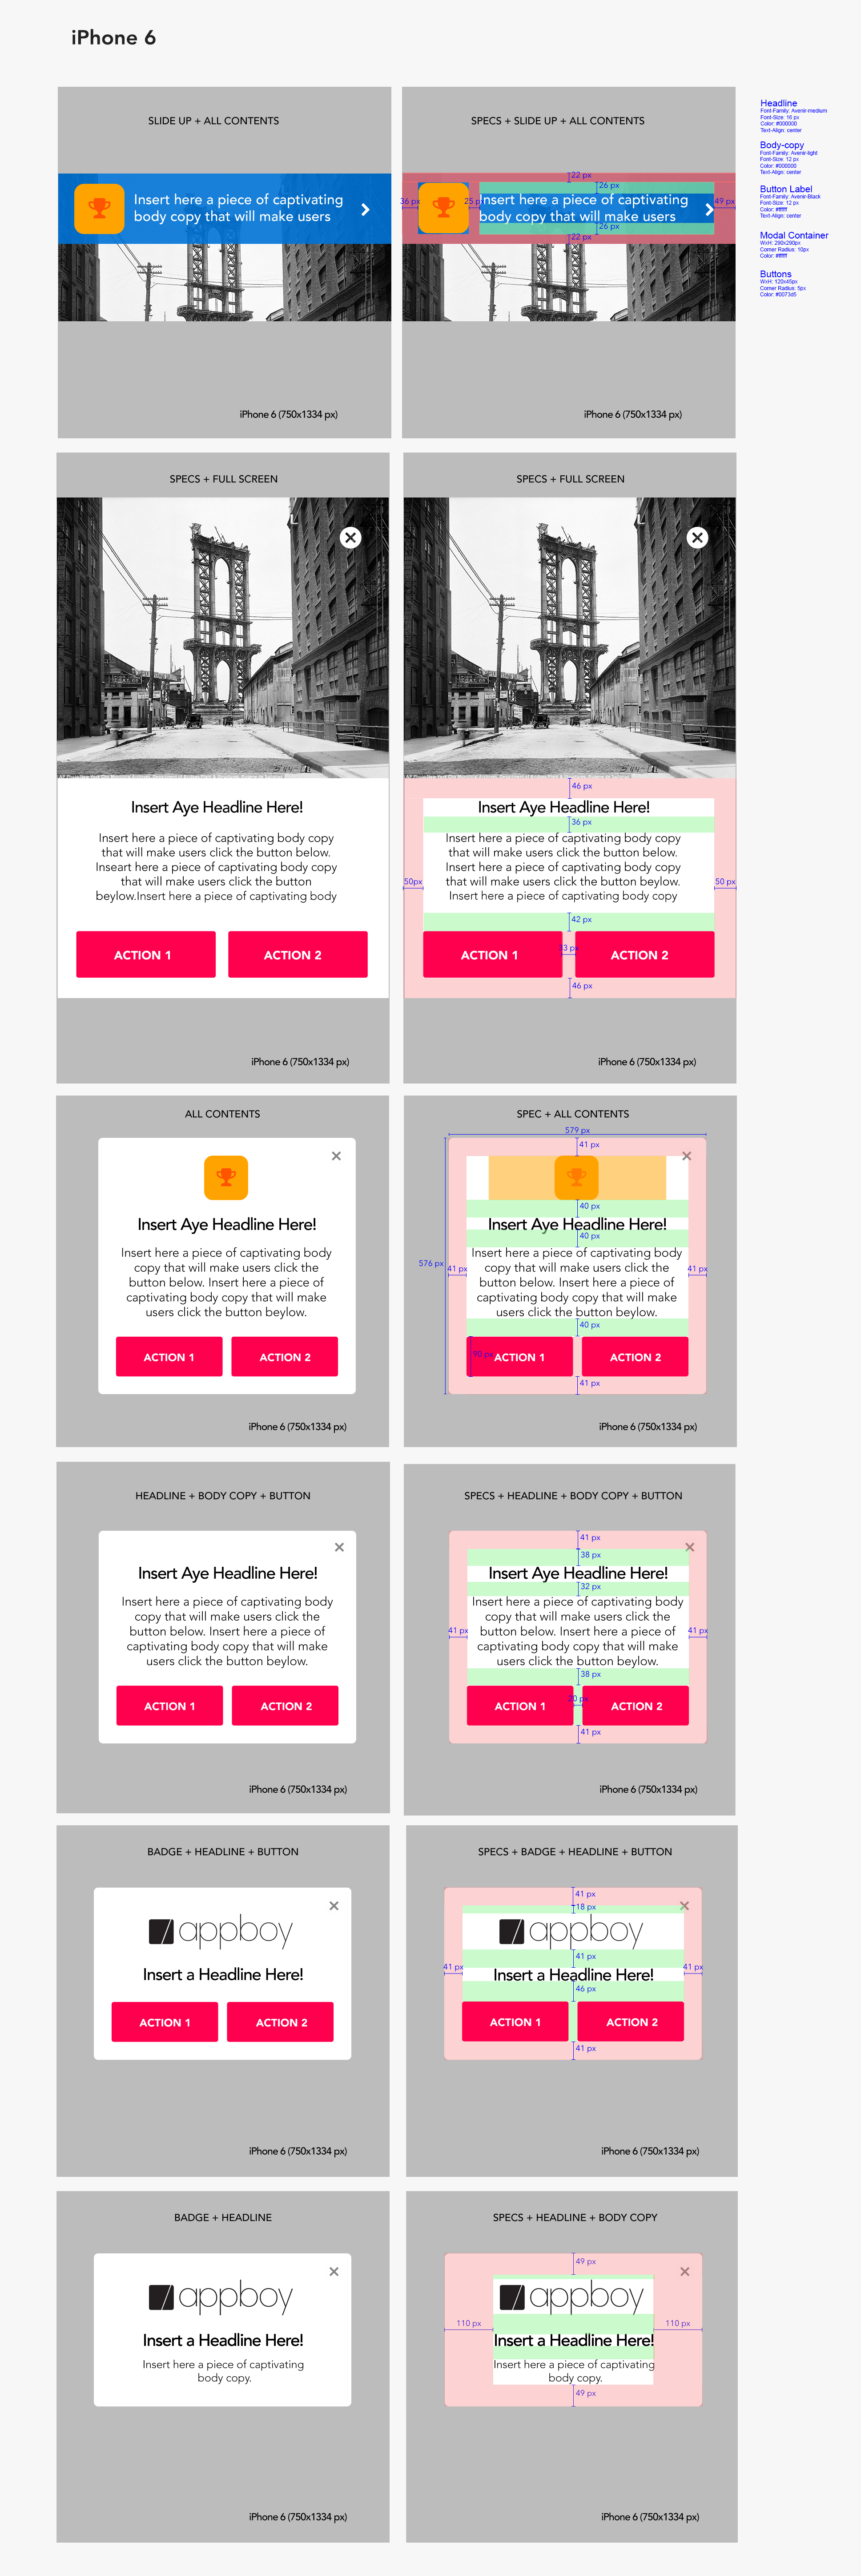 iPhone 6
SLIDE UP + ALL CONTENTS
Insert here a piece of captivating
body copy that will make users
iPhone 6 (750x1334 px)
SPECS + SLIDE UP + ALL CONTENTS
22 px
26 px
36 px
25 p
Insert here a piece of captivating
body copy that will make users
49 px
26 px
22 px
iPhone 6 (750x1334 px)
Headline
Font-Family: Avenir-medium
Font-Size: 16 px
Color: #000000
Text-Align: center
Body-copy
Font-Family: Avenir-light
Font-Size: 12 px
Color: #000000
Text-Align: center
Button Label
Font-Family: Avenir-Black
Font-Size: 12 px
Color: #ffffff
Text-Align: center
Modal Container
WxH: 290x290px
Corner Radius: 10px
Color: #ffffff
Buttons
WxH: 120x45px
Corner Radius: 5px
Color: #0073d5
SPECS + FULL SCREEN
Insert Aye Headline Here!
Insert here a piece of captivating body copy
that will make users click the button below.
Inseart here a piece of captivating body copy
that will make users click the button
beylow.Insert here a piece of captivating body
ACTION 1
ACTION 2
iPhone 6 (750x1334 px)
SPECS + FULL SCREEN
46 px
Insert Aye Headline Here!
36 px
Insert here a piece of captivating body copy
that will make users click the button below.
Insert here a piece of captivating body copy
that will make users click the button beylow.
Insert here a piece of captivating body copy
50px
50 px
42 px
ACTION 1
33 px
ACTION 2
46 px
iPhone 6 (750x1334 px)
ALL CONTENTS
Insert Aye Headline Here!
Insert here a piece of captivating body
copy that will make users click the
button below. Insert here a piece of
captivating body copy that will make
users click the button beylow.
ACTION 1
ACTION 2
iPhone 6 (750x1334 px)
SPEC + ALL CONTENTS
579 px
41 px
40 px
Insert Aye Headline Here!
40 px
Insert here a piece of captivating body
copy that will make users click the
button below. Insert here a piece of
captivating body copy that will make
users click the button beylow.
576 px
41 px
41 px
40 px
90 px
ACTION 1
ACTION 2
41 px
iPhone 6 (750x1334 px)
HEADLINE + BODY COPY + BUTTON
Insert Aye Headline Here!
Insert here a piece of captivating body
copy that will make users click the
button below. Insert here a piece of
captivating body copy that will make
users click the button beylow.
ACTION 1
ACTION 2
iPhone 6 (750x1334 px)
SPECS + HEADLINE + BODY COPY + BUTTON
41 px
38 px
Insert Aye Headline Here!
32 px
Insert here a piece of captivating body
copy that will make users click the
button below. Insert here a piece of
captivating body copy that will make
users click the button beylow.
41 px
41 px
38 px
20 px
ACTION 1
ACTION 2
41 px
iPhone 6 (750x1334 px)
BADGE + HEADLINE + BUTTON
appboy
Insert a Headline Here!
ACTION 1
ACTION 2
iPhone 6 (750x1334 px)
SPECS + BADGE + HEADLINE + BUTTON
41 px
18 px
appboy
41 px
41 px
Insert a Headline Here!
41 px
46 px
ACTION 1
ACTION 2
41 px
iPhone 6 (750x1334 px)
BADGE + HEADLINE
appboy
Insert a Headline Here!
Insert here a piece of captivating
body copy.
iPhone 6 (750x1334 px)
SPECS + HEADLINE + BODY COPY
49 px
appboy
110 px
110 px
Insert a Headline Here!
Insert here a piece of captivating
body copy.
49 px
iPhone 6 (750x1334 px)